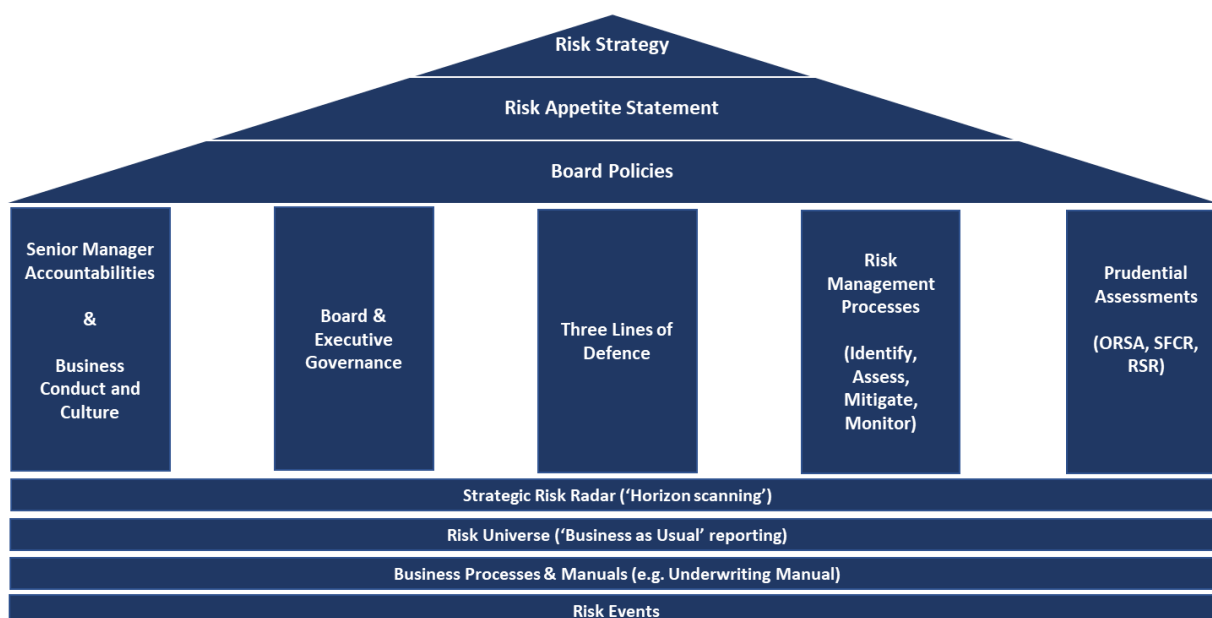 Risk Strategy
Risk Appetite Statement
Board Policies
Senior Manager
Accountabilities
&
Business
Conduct and
Culture
Board &
Executive
Governance
Three Lines of
Defence
Risk
Management
Processes
(Identify,
Assess,
Mitigate,
Monitor)
Prudential
Assessments
(ORSA, SFCR,
RSR)
Strategic Risk Radar (‘Horizon scanning’)
Risk Universe (‘Business as Usual’ reporting)
Business Processes & Manuals (e.g. Underwriting Manual)
Risk Events